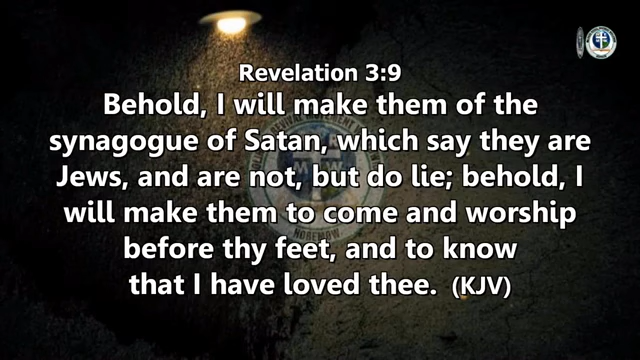 Revelation 3:9
Behold, I will make them of the
synagogue of Satan, which say they are
Jews, and are not, but do lie; behold, I
will make them to come and worship
before thy feet, and to know
that I have loved thee. (KJV)